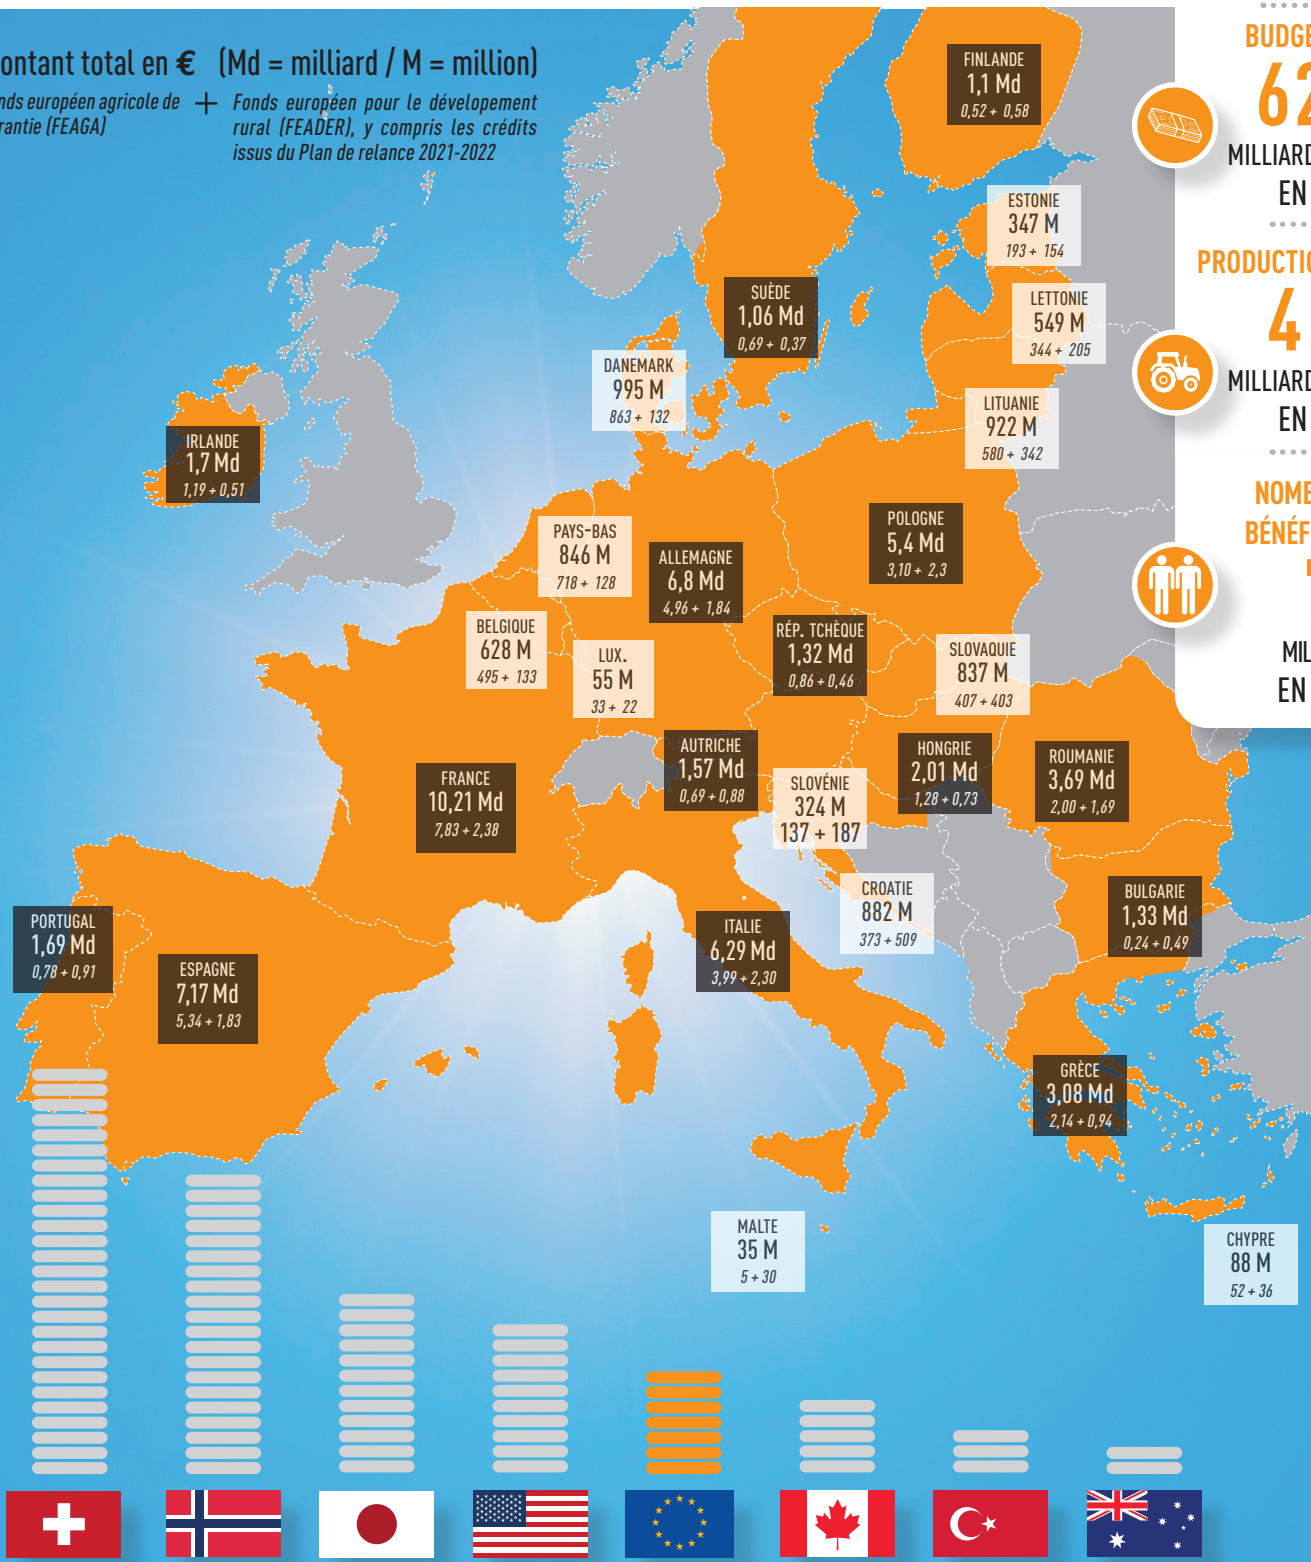 ontant total en € (Md = milliard / M = million)
nds européen agricole de
rantie (FEAGA)
+
Fonds européen pour le dévelopement
rural (FEADER), y compris les crédits
issus du Plan de relance 2021-2022
BUDGE
62
MILLIARD
EN
PRODUCTIO
4
MILLIARD
EN
NOMB
BÉNÉF
MIL
EN
FINLANDE
1,1 Md
0,52 + 0,58
ESTONIE
347 M
193 + 154
SUÈDE
1,06 Md
0,69 + 0,37
LETTONIE
549 M
344 + 205
DANEMARK
995 M
863 + 132
LITUANIE
922 M
580 + 342
IRLANDE
1,7 Md
1,19 + 0,51
PAYS-BAS
846 M
718 + 128
ALLEMAGNE
6,8 Md
4,96 + 1,84
POLOGNE
5,4 Md
3,10 + 2,3
BELGIQUE
628 M
495 + 133
LUX.
55 M
33 + 22
RÉP. TCHÈQUE
1,32 Md
0,86 + 0,46
SLOVAQUIE
837 M
407 + 403
FRANCE
10,21 Md
7,83 + 2,38
AUTRICHE
1,57 Md
0,69 + 0,88
SLOVÉNIE
324 M
137 + 187
HONGRIE
2,01 Md
1,28 + 0,73
ROUMANIE
3,69 Md
2,00 + 1,69
CROATIE
882 M
373 + 509
BULGARIE
1,33 Md
0,24 + 0,49
PORTUGAL
1,69 Md
0,78 + 0,91
ESPAGNE
7,17 Md
5,34 + 1,83
ITALIE
6,29 Md
3,99 + 2,30
GRÈCE
3,08 Md
2,14 + 0,94
MALTE
35 M
5 + 30
CHYPRE
88 M
52 + 36